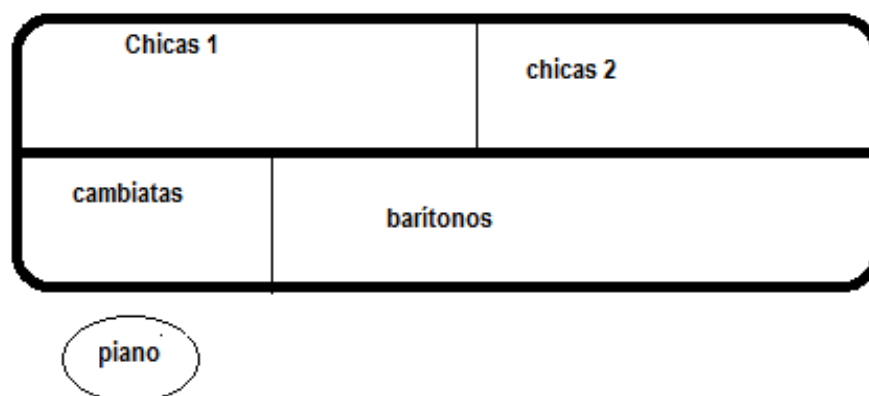 Chicas 1
chicas 2
cambiatas
barítonos
piano